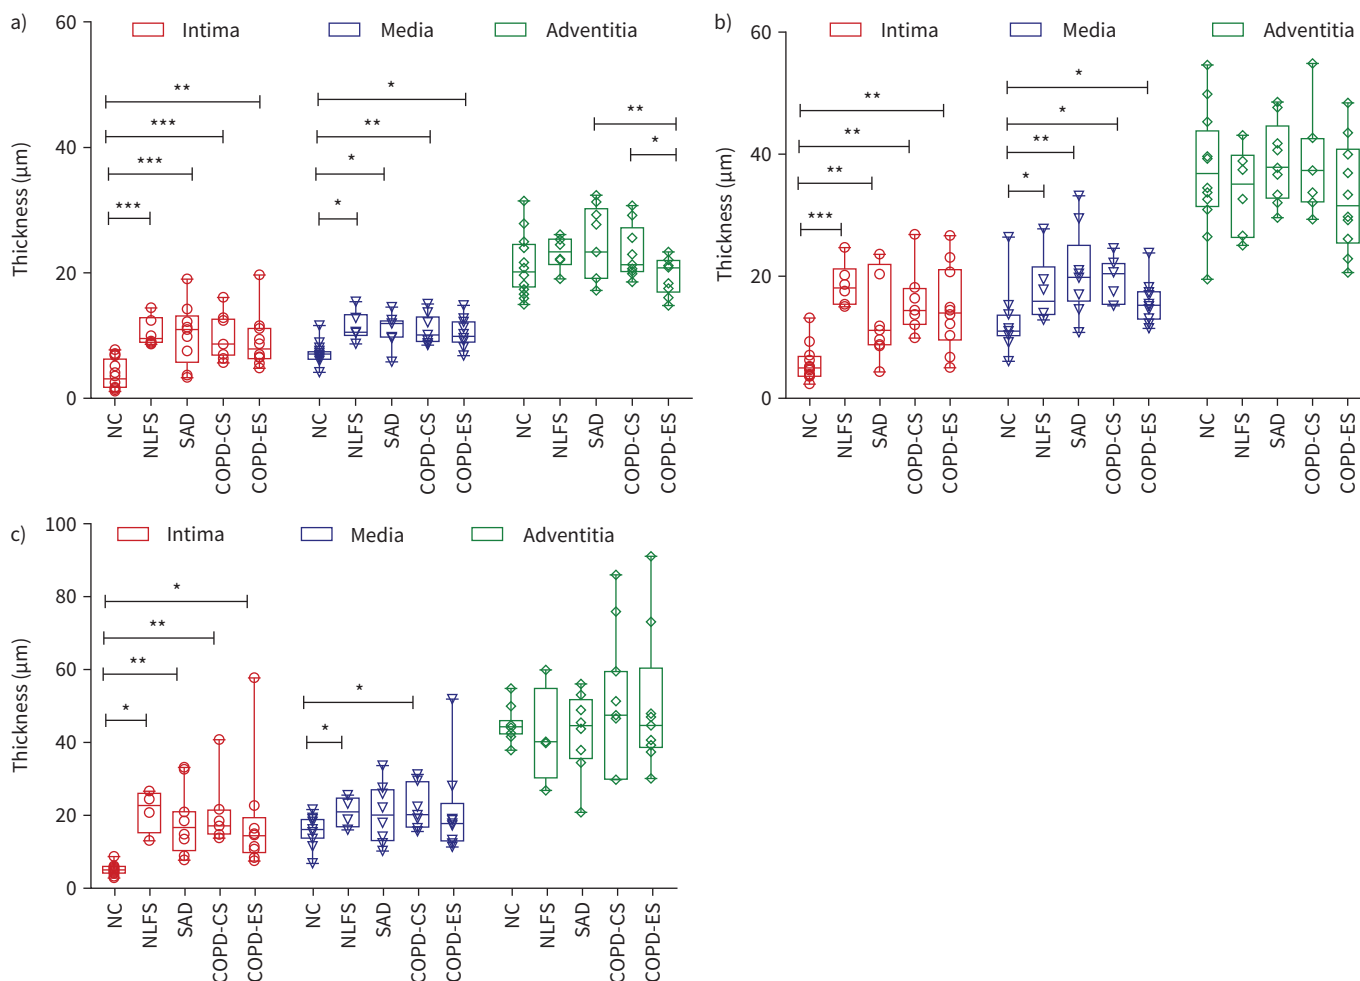 a)
Intima Media Adventitia
Thickness (µm)
60
40
20
0
** *** *** ***
* ** * *
** *
NC NLFS SAD COPD-CS COPD-ES
NC NLFS SAD COPD-CS COPD-ES
NC NLFS SAD COPD-CS COPD-ES
b)
Intima Media Adventitia
Thickness (µm)
60
40
20
0
** ** ** ***
* * ** *
NC NLFS SAD COPD-CS COPD-ES
NC NLFS SAD COPD-CS COPD-ES
NC NLFS SAD COPD-CS COPD-ES
c)
Intima Media Adventitia
Thickness (µm)
100
80
60
40
20
0
* ** ** *
* *
NC NLFS SAD COPD-CS COPD-ES
NC NLFS SAD COPD-CS COPD-ES
NC NLFS SAD COPD-CS COPD-ES